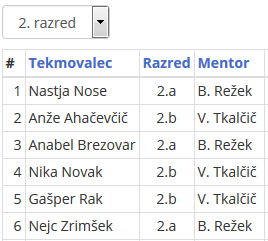 2. razred
# Tekmovalec Razred Mentor
1 Nastja Nose 2.a B. Režek
2 Anže Ahačevčič 2.b V. Tkalčič
3 Anabel Brezovar 2.a B. Režek
4 Nika Novak 2.b V. Tkalčič
5 Gašper Rak 2.b V. Tkalčič
6 Nejc Zrimšek 2.a B. Režek